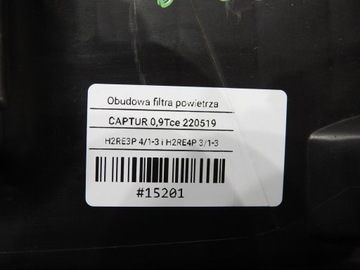 Obudowa filtra powietrza
CAPTUR 0,9Tce 220519
H2RE3P 4/1-3 i H2RE4P 3/1-3
#15201